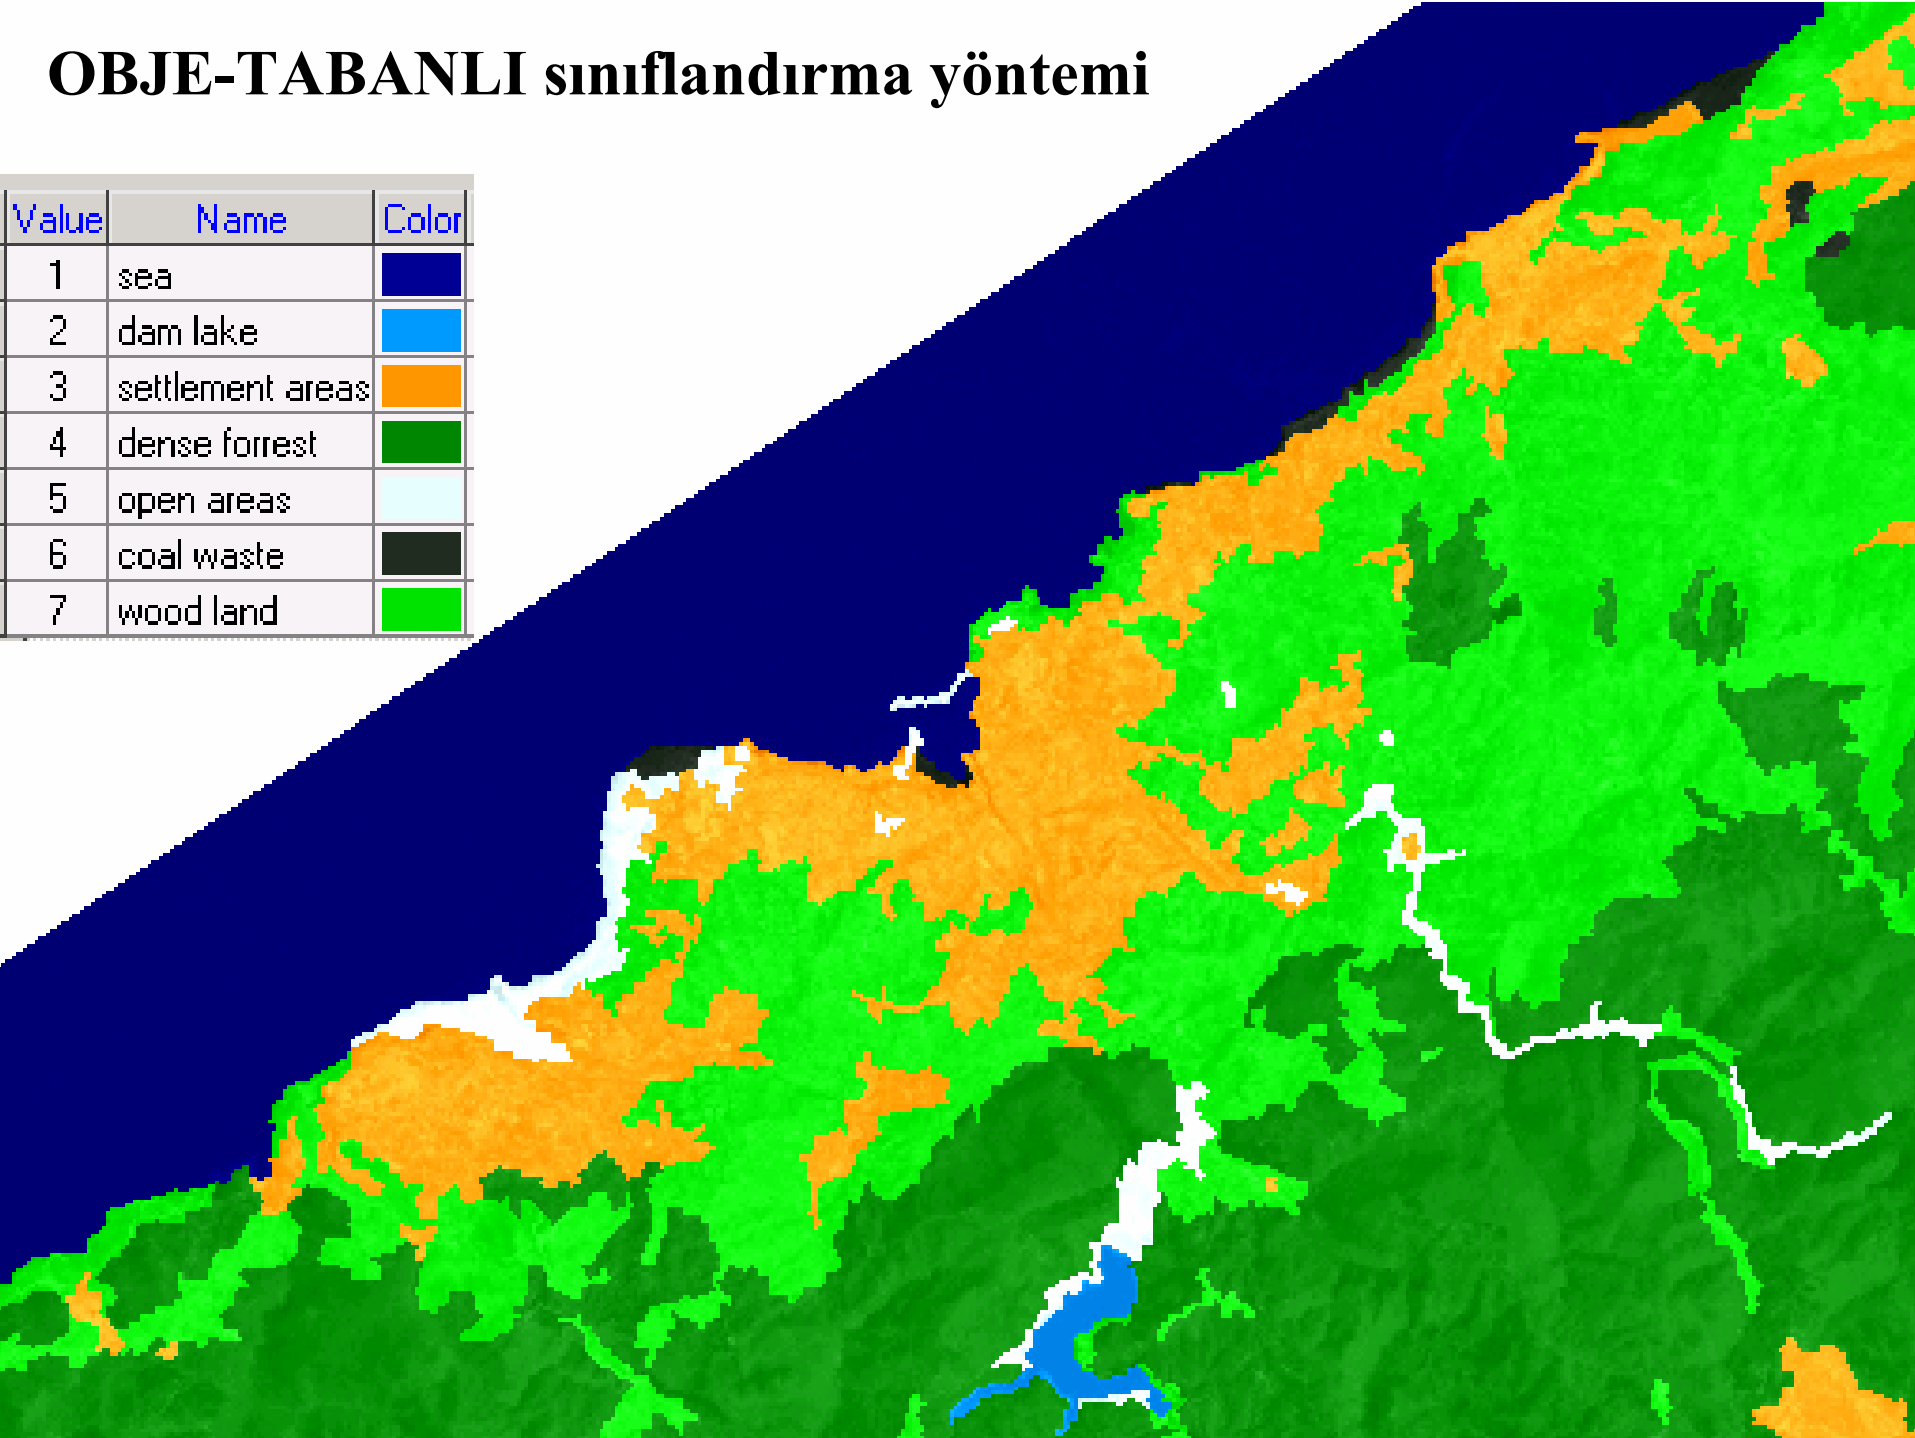 OBJE-TABANLI sınıflandırma yöntemi
Value Name Color
1 sea
2 dam lake
3 settlement areas
4 dense forrest
5 open areas
6 coal waste
7 wood land